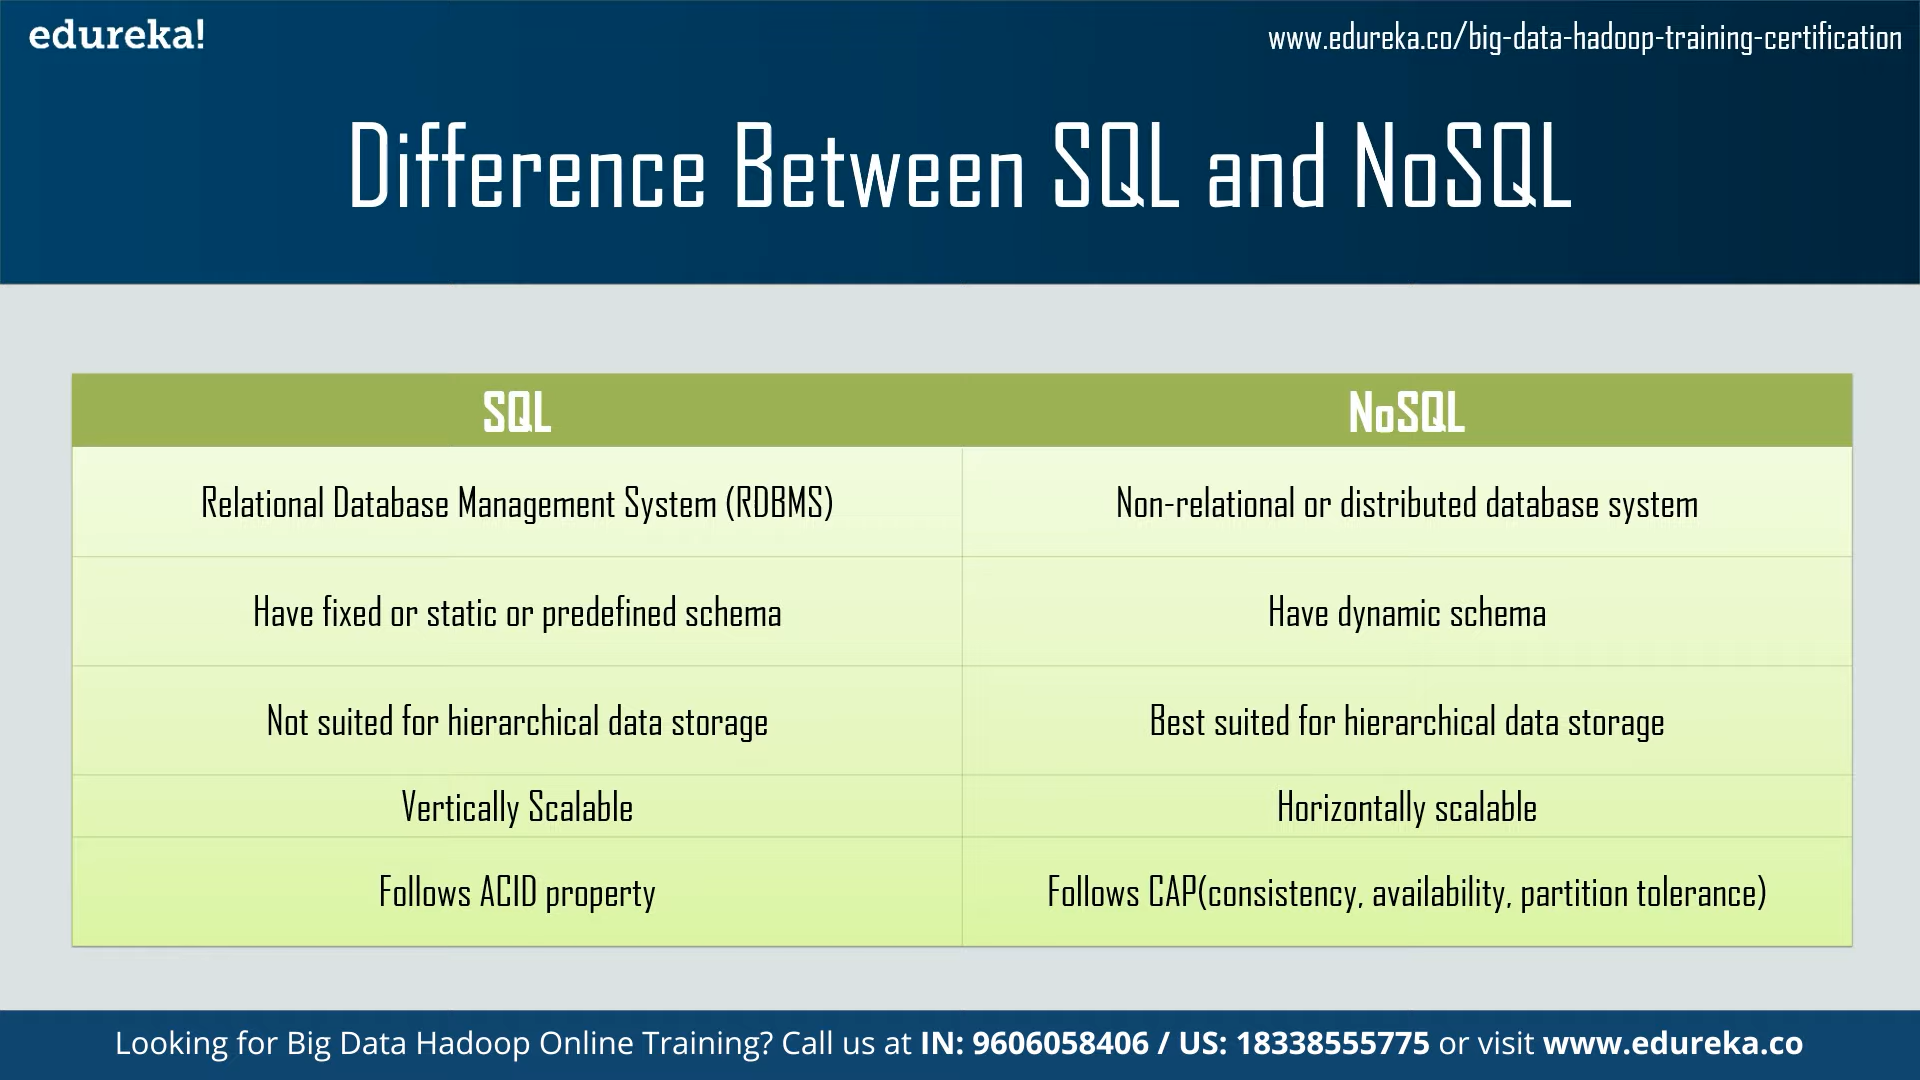 edureka!
www.edureka.co/big-data-hadoop-training-certification
Difference Between SQL and NoSQL
SQL NoSQL
Relational Database Management System (RDBMS) Non-relational or distributed database system
Have fixed or static or predefined schema Have dynamic schema
Not suited for hierarchical data storage Best suited for hierarchical data storage
Vertically Scalable Horizontally scalable
Follows ACID property Follows CAP(consistency, availability, partition tolerance)
Looking for Big Data Hadoop Online Training? Call us at IN: 9606058406 / US: 18338555775 or visit www.edureka.co